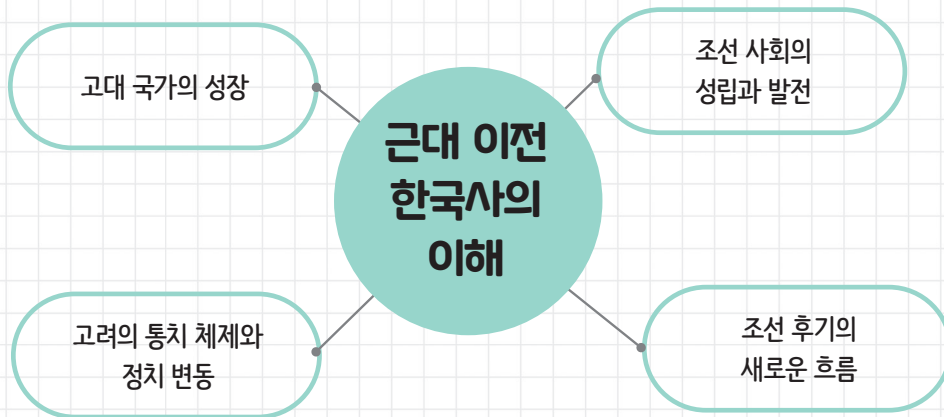 고대 국가의 성장
조선 사회의
성립과 발전
근대 이전
한국사의
이해
고려의 통치 체제와
정치 변동
조선 후기의
새로운 흐름